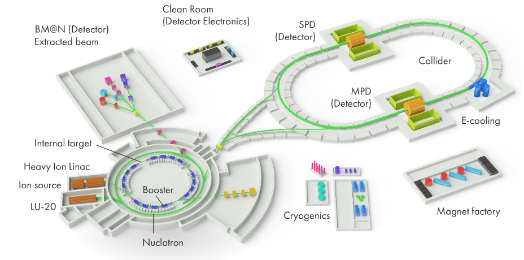 BM@N (Detector)
Extracted beam
Clean Room
(Detector Electronics)
SPD
(Detector)
Collider
MPD
(Detector)
E-cooling
Internal target
Heavy Ion Linac
Ion source
LU-20
Booster
Nuclotron
Cryogenics
Magnet factory